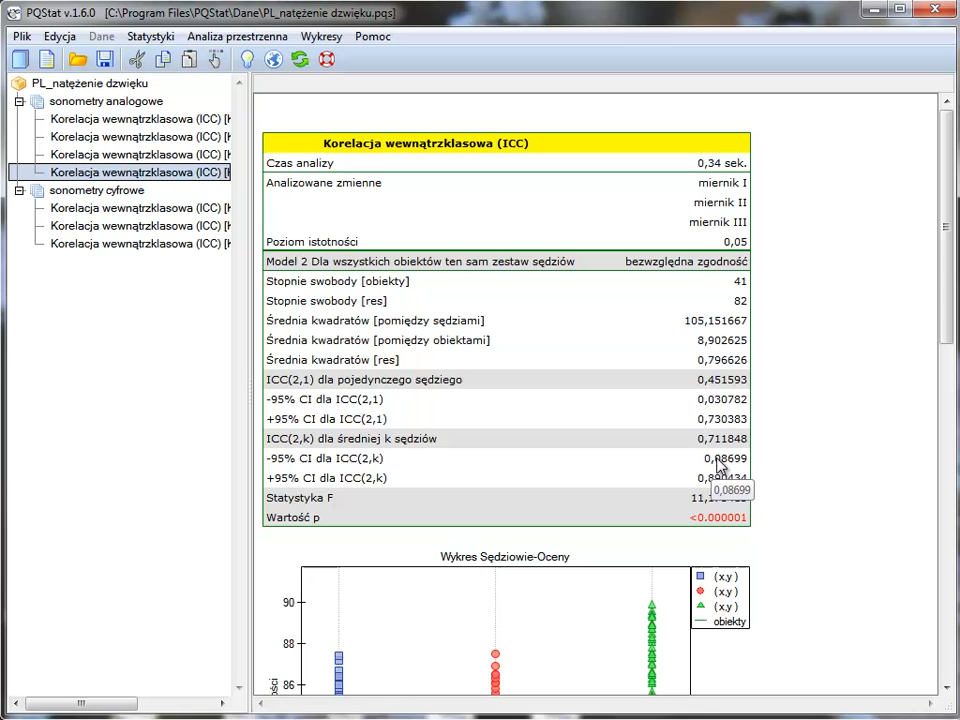 PQStat v.1.6.0 [C:\Program Files\PQStat\Dane\PL_natężenie dzwięku.pqs]
Plik Edycja Dane Statystyki Analiza przestrzenna Wykresy Pomoc
PL_natężenie dzwięku
sonometry analogowe
Korelacja wewnątrzklasowa (ICC) [
Korelacja wewnątrzklasowa (ICC) [
Korelacja wewnątrzklasowa (ICC) [
Korelacja wewnątrzklasowa (ICC) [
sonometry cyfrowe
Korelacja wewnątrzklasowa (ICC) [
Korelacja wewnątrzklasowa (ICC) [
Korelacja wewnątrzklasowa (ICC) [
Korelacja wewnątrzklasowa (ICC)
Czas analizy 0,34 sek.
Analizowane zmienne miernik I
miernik II
miernik III
Poziom istotności 0,05
Model 2 Dla wszystkich obiektów ten sam zestaw sędziów bezwzględna zgodność
Stopnie swobody [obiekty] 41
Stopnie swobody [res] 82
Średnia kwadratów [pomiędzy sędziami] 105,151667
Średnia kwadratów [pomiędzy obiektami] 8,902625
Średnia kwadratów [res] 0,796626
ICC(2,1) dla pojedynczego sędziego 0,451593
-95% CI dla ICC(2,1) 0,030782
+95% CI dla ICC(2,1) 0,730383
ICC(2,k) dla średniej k sędziów 0,711848
-95% CI dla ICC(2,k) 0,08699
+95% CI dla ICC(2,k)
0,08699
Statystyka F
Wartość p <0.000001
Wykres Sędziowie-Oceny
90
88
86
(x,y )
(x,y )
(x,y )
obiekty